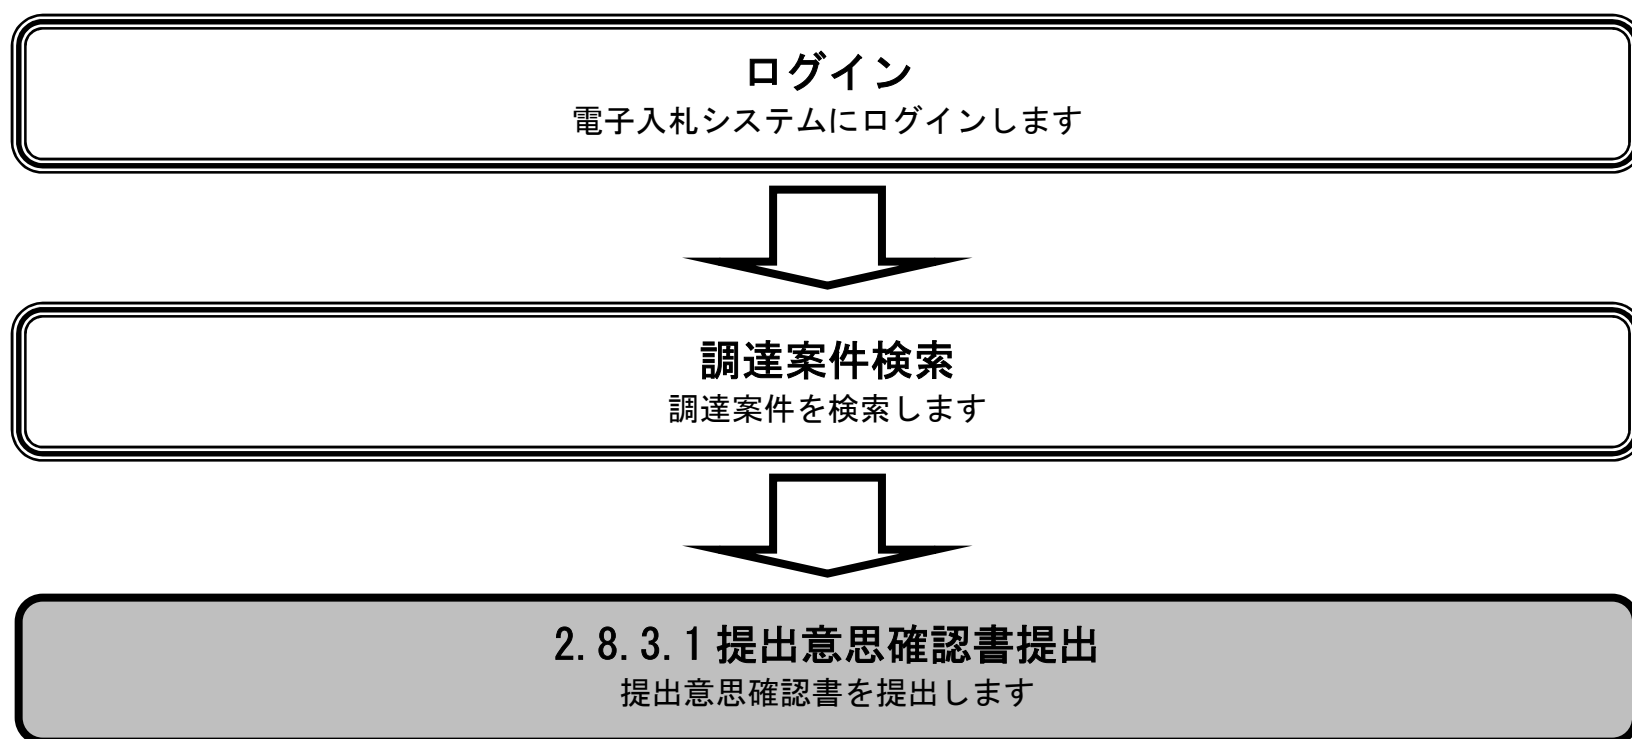 ログイン
電子入札システムにログインします
調達案件検索
調達案件を検索します
2.8.3.1 提出意思確認書提出
提出意思確認書を提出します